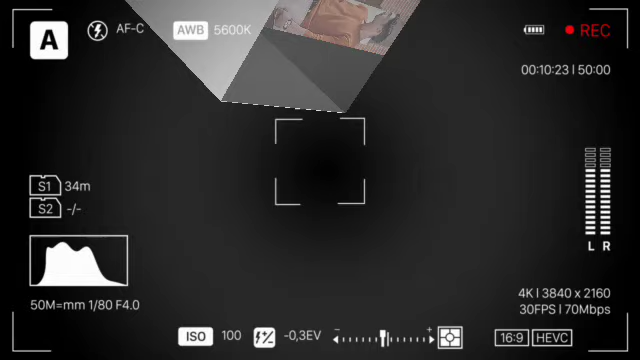 A
AF-C
AWB 5600K
REC
00:10:23 | 50:00
S1 34m
S2 -/-
L R
50M=mm 1/80 F4.0
4K | 3840 x 2160
30FPS | 70Mbps
ISO 100 -0,3EV - +
16:9 HEVC